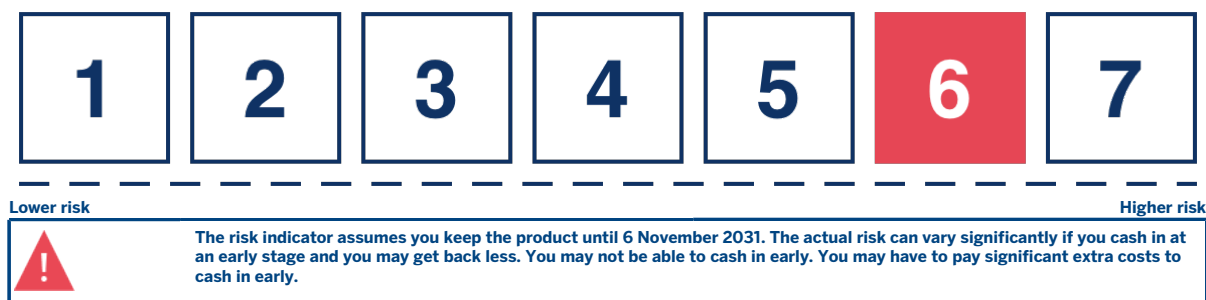 1 2 3 4 5 6 7
Lower risk Higher risk
!
The risk indicator assumes you keep the product until 6 November 2031. The actual risk can vary significantly if you cash in at
an early stage and you may get back less. You may not be able to cash in early. You may have to pay significant extra costs to
cash in early.